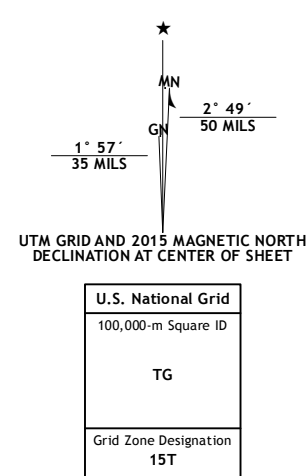 ★
MN
GN
2° 49´
50 MILS
1° 57´
35 MILS
UTM GRID AND 2015 MAGNETIC NORTH
DECLINATION AT CENTER OF SHEET
U.S. National Grid
100,000-m Square ID
TG
Grid Zone Designation
15T